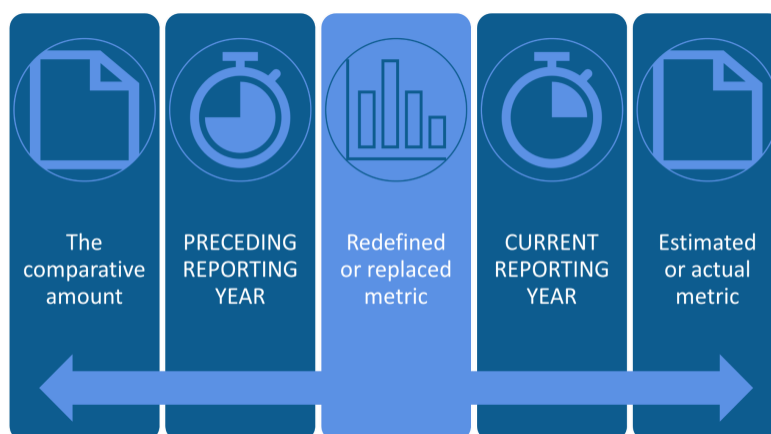 The
comparative
amount
PRECEDING
REPORTING
YEAR
Redefined
or replaced
metric
CURRENT
REPORTING
YEAR
Estimated
or actual
metric